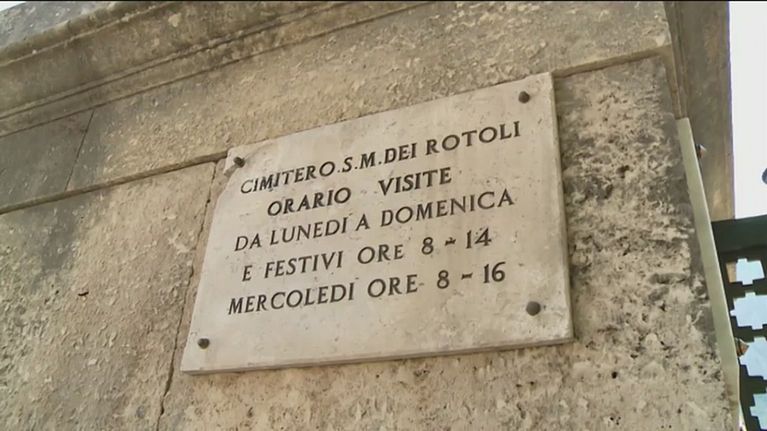 CIMITERO.S.M.DEI ROTOLI
ORARIO VISITE
DA LUNEDÌ A DOMENICA
E FESTIVI ORE 8-14
MERCOLEDÌ ORE 8-16